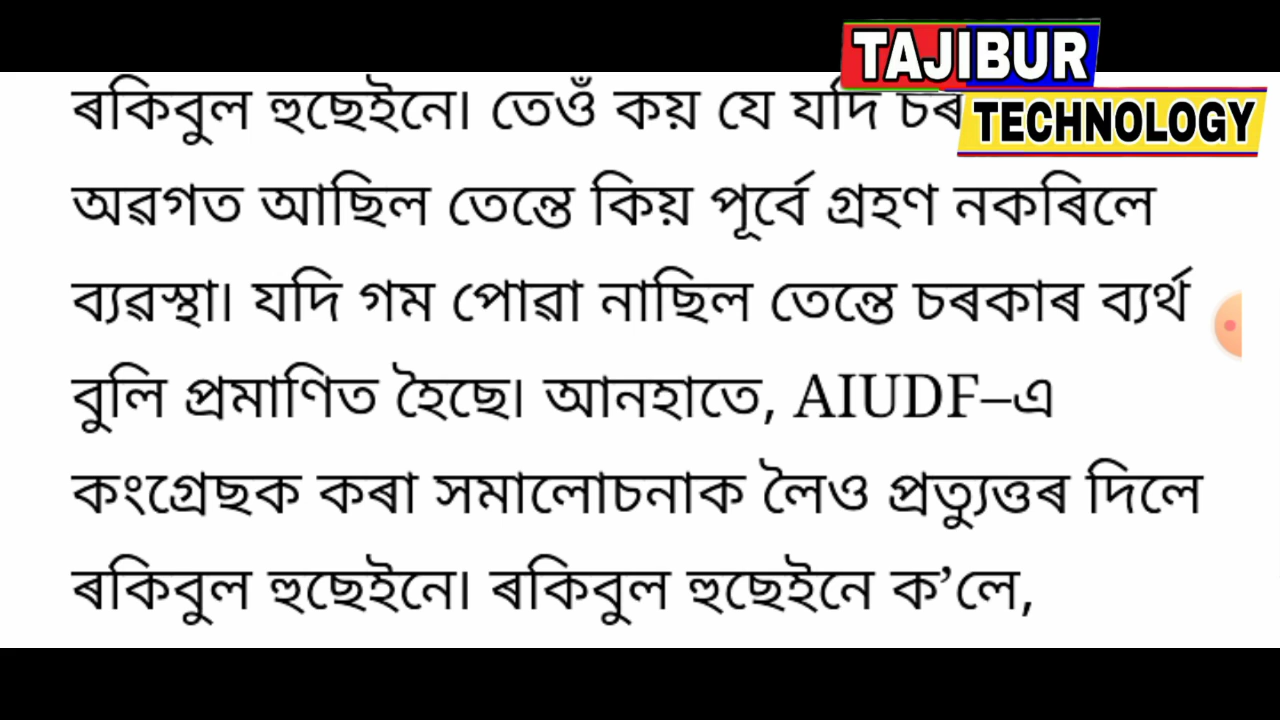 TAJIBUR
TECHNOLOGY
ৰকিবুল হুছেইনে। তেওঁ কয় যে যদি
অৱগত আছিল তেন্তে কিয় পূৰ্বে গ্ৰহণ নকৰিলে
ব্যৱস্থা। যদি গম পোৱা নাছিল তেন্তে চৰকাৰ ব্যৰ্থ
বুলি প্ৰমাণিত হৈছে। আনহাতে, AIUDF–এ
কংগ্ৰেছক কৰা সমালোচনাক লৈও প্ৰত্যুত্তৰ দিলে
ৰকিবুল হুছেইনে। ৰকিবুল হুছেইনে ক’লে,